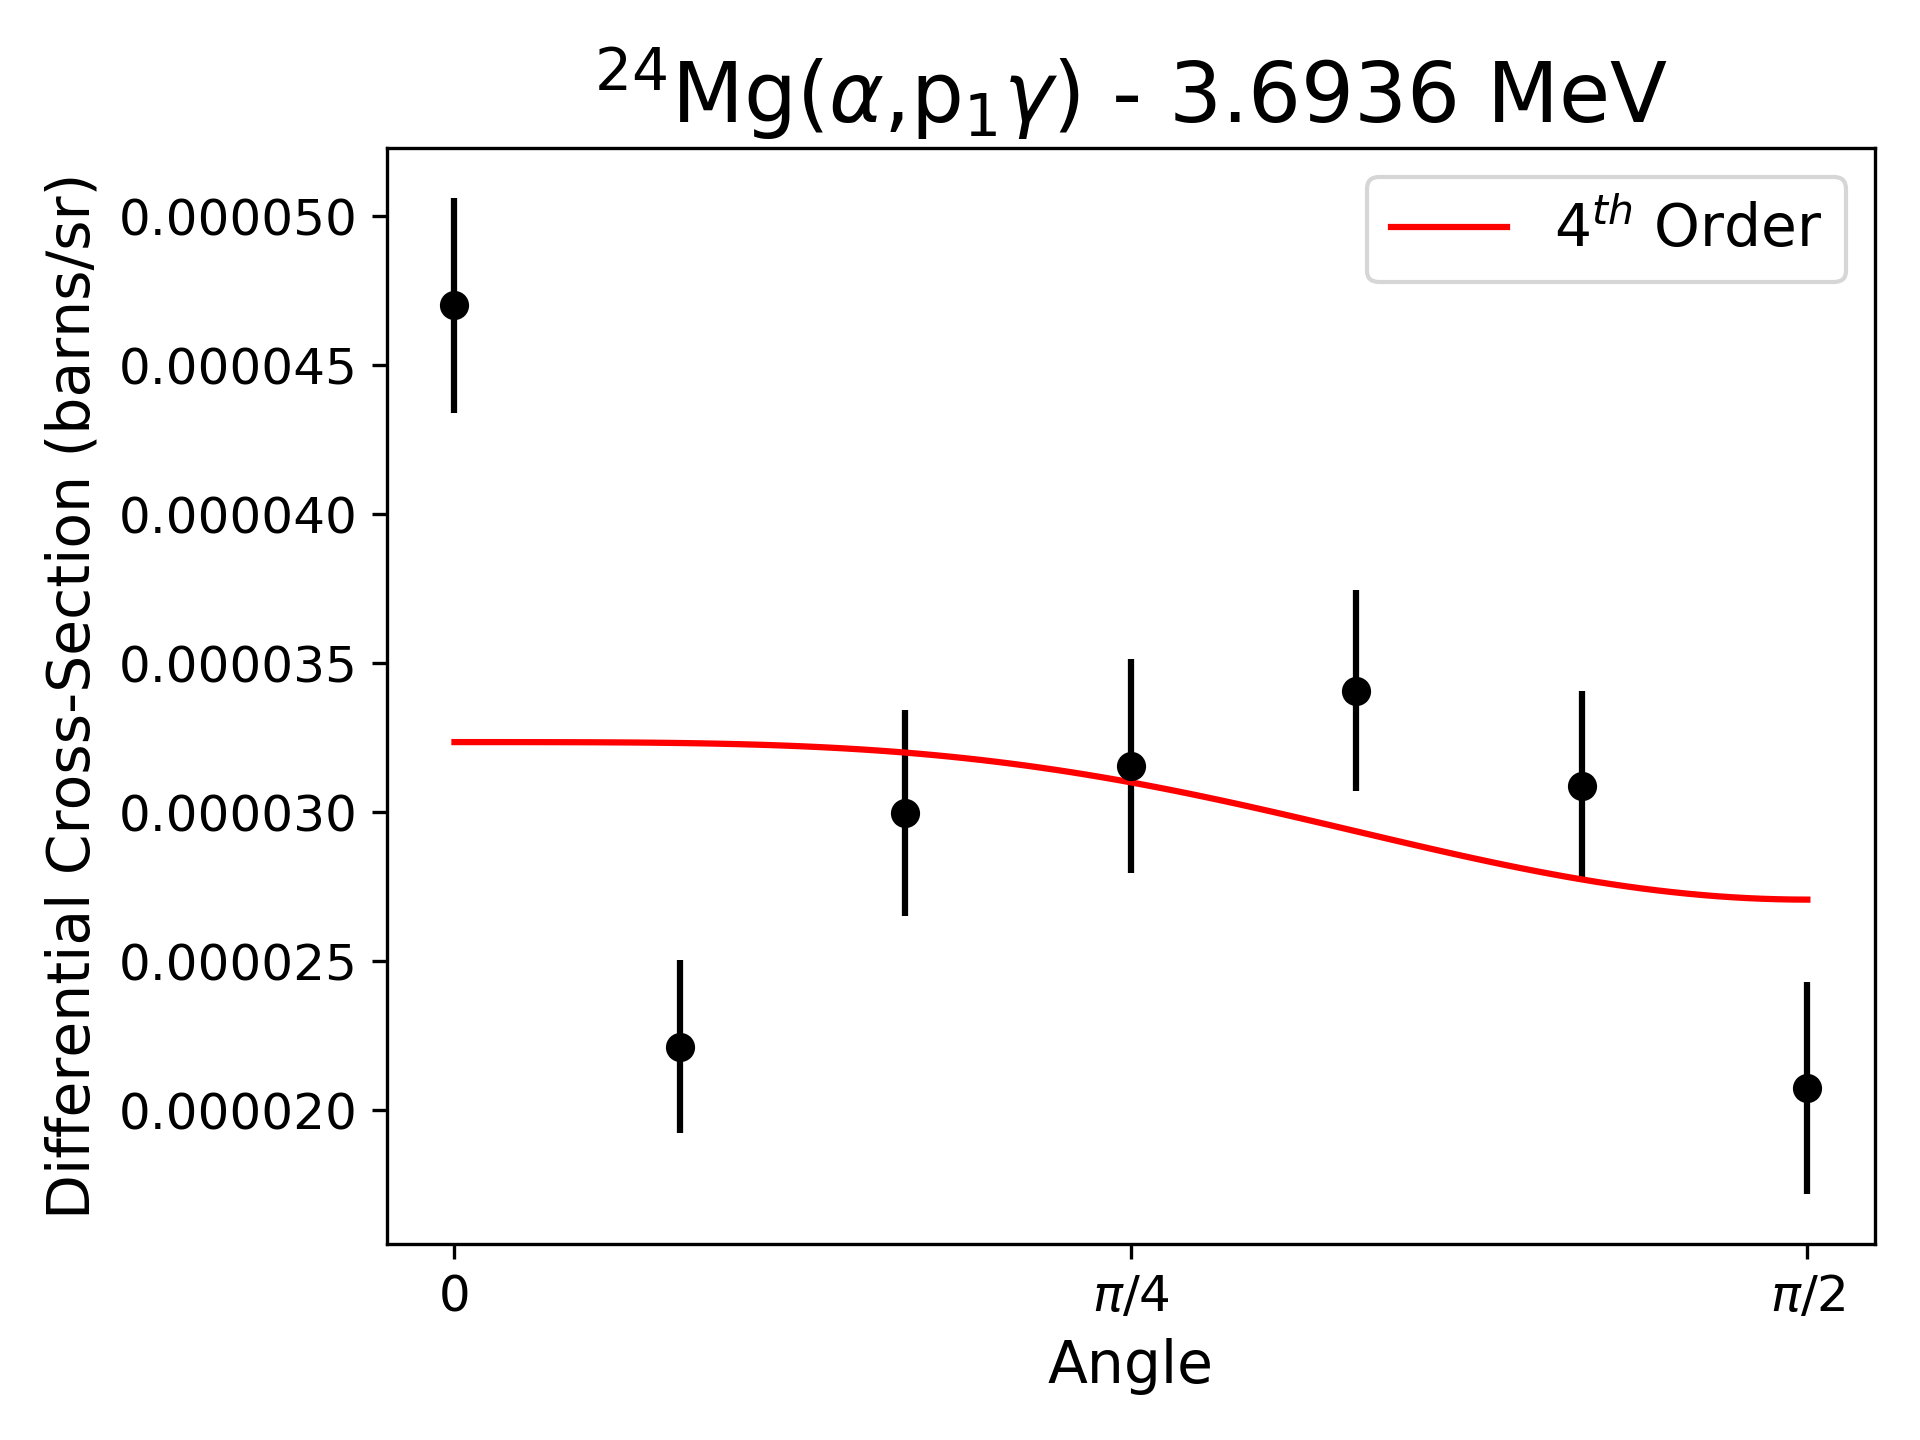 ²⁴Mg(α,p₁γ) - 3.6936 MeV
4ᵗʰ Order
Differential Cross-Section (barns/sr)
0.000050
0.000045
0.000040
0.000035
0.000030
0.000025
0.000020
0
π/4
π/2
Angle